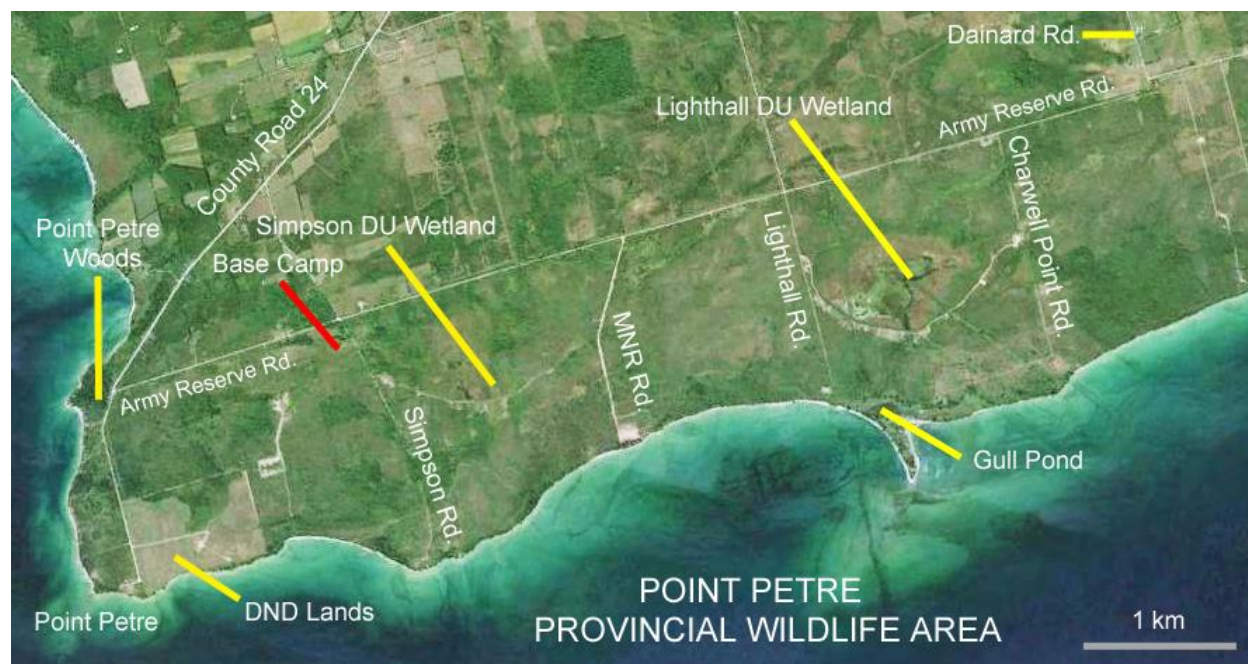 Dainard Rd.
Lighthall DU Wetland
Army Reserve Rd.
County Road 24
Charwell Point Rd.
Point Petre
Woods
Simpson DU Wetland
Base Camp
Lighthall Rd.
MNR Rd.
Army Reserve Rd.
Simpson Rd.
Gull Pond
DND Lands
Point Petre
POINT PETRE
PROVINCIAL WILDLIFE AREA
1 km